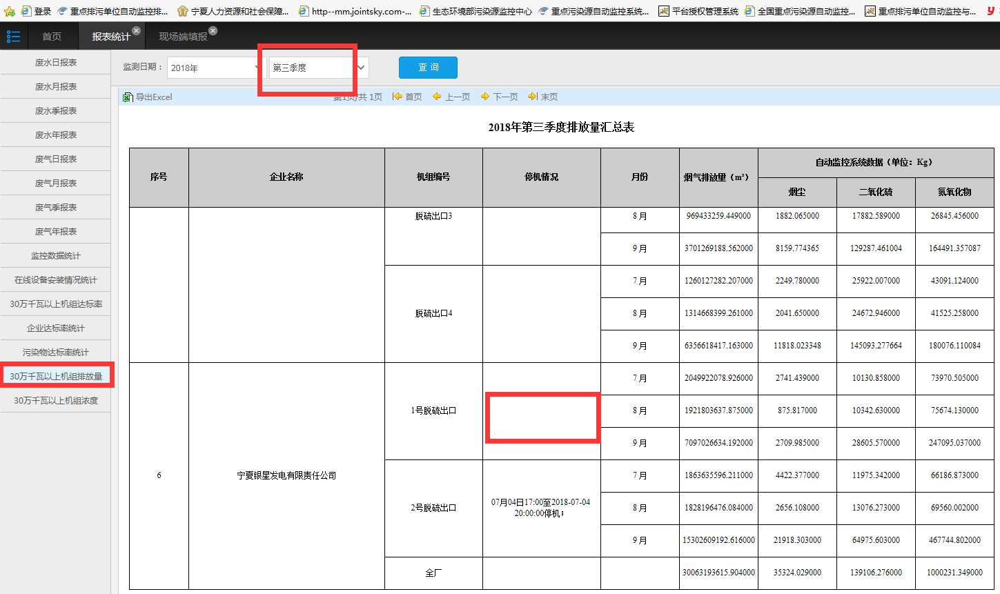 登录 重点排污单位自动监控排... 宁夏人力资源和社会保障... http--mm.jointsky.com-... 生态环境部污染源监控中心 重点污染源自动监控系统... 平台授权管理系统 全国重点污染源自动监控... 重点排污单位自动监控与...
首页 报表统计 现场端填报
废水日报表
废水月报表
废水季报表
废水年报表
废气日报表
废气月报表
废气季报表
废气年报表
监控数据统计
在线设备安装情况统计
30万千瓦以上机组达标率
企业达标率统计
污染物达标率统计
30万千瓦以上机组排放量
30万千瓦以上机组浓度
监测日期： 2018年 第三季度 查 询
导出Excel 第1页/共 1页 首页 上一页 下一页 末页
2018年第三季度排放量汇总表
序号 企业名称 机组编号 停机情况 月份 烟气排放量（m³） 自动监控系统数据（单位：Kg）
烟尘 二氧化硫 氮氧化物
脱硫出口3 8 月 969433259.449000 1882.065000 17882.589000 26845.456000
9 月 3701269188.562000 8159.774365 129287.461004 164491.357087
脱硫出口4 7 月 1260127282.207000 2249.780000 25922.007000 43091.124000
8 月 1314668399.261000 2041.650000 24672.946000 41525.258000
9 月 6356618417.163000 11818.023348 145093.277664 180076.110084
6 宁夏银星发电有限责任公司 1号脱硫出口 7 月 2049922078.926000 2741.439000 10130.858000 73970.505000
8 月 1921803637.875000 875.817000 10342.630000 75674.130000
9 月 7097026634.192000 2709.985000 28605.570000 247095.037000
2号脱硫出口 07月04日17:00至2018-07-04
20:00:00停机；
7 月 1863635596.211000 4422.377000 11975.342000 66186.873000
8 月 1828196476.084000 2656.108000 13076.273000 69560.002000
9 月 15302609192.616000 21918.303000 64975.603000 467744.802000
全厂 30063193615.904000 35324.029000 139106.276000 1000231.349000